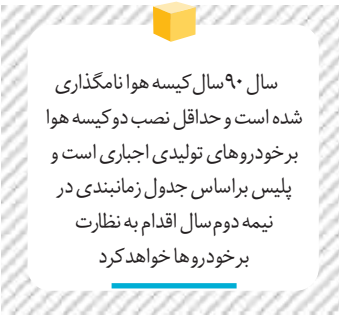 سال ۹۰ سال کیسه هوا نامگذاری
شده است و حداقل نصب دو کیسه هوا
بر خودروهای تولیدی اجباری است و
پلیس براساس جدول زمانبندی در
نیمه دوم سال اقدام به نظارت
بر خودروها خواهد کرد